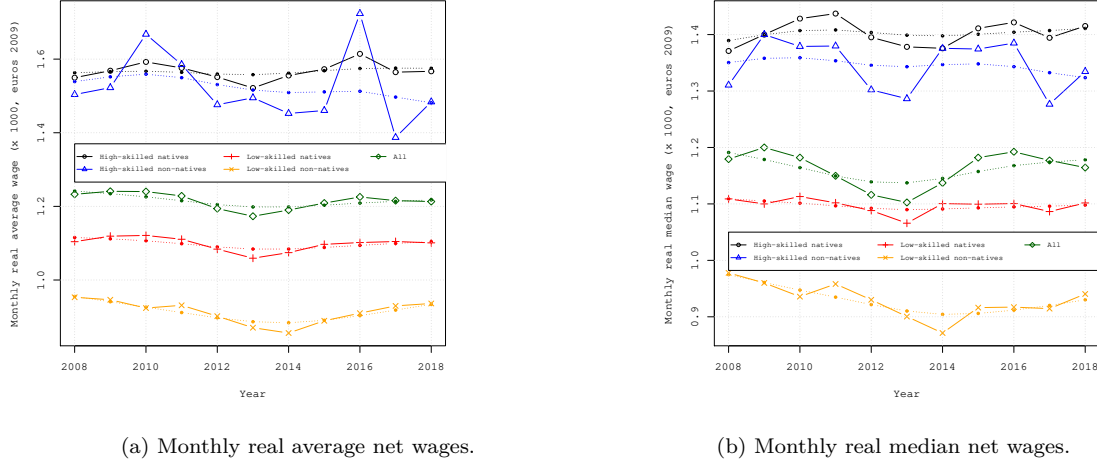 Monthly real average wage (x 1000, euros 2009)
1.6
1.4
1.2
1.0
High-skilled natives
High-skilled non-natives
Low-skilled natives
Low-skilled non-natives
All
2008 2010 2012 2014 2016 2018
Year
(a) Monthly real average net wages.
Monthly real median wage (x 1000, euros 2009)
1.4
1.3
1.2
1.1
1.0
0.9
High-skilled natives
High-skilled non-natives
Low-skilled natives
Low-skilled non-natives
All
2008 2010 2012 2014 2016 2018
Year
(b) Monthly real median net wages.